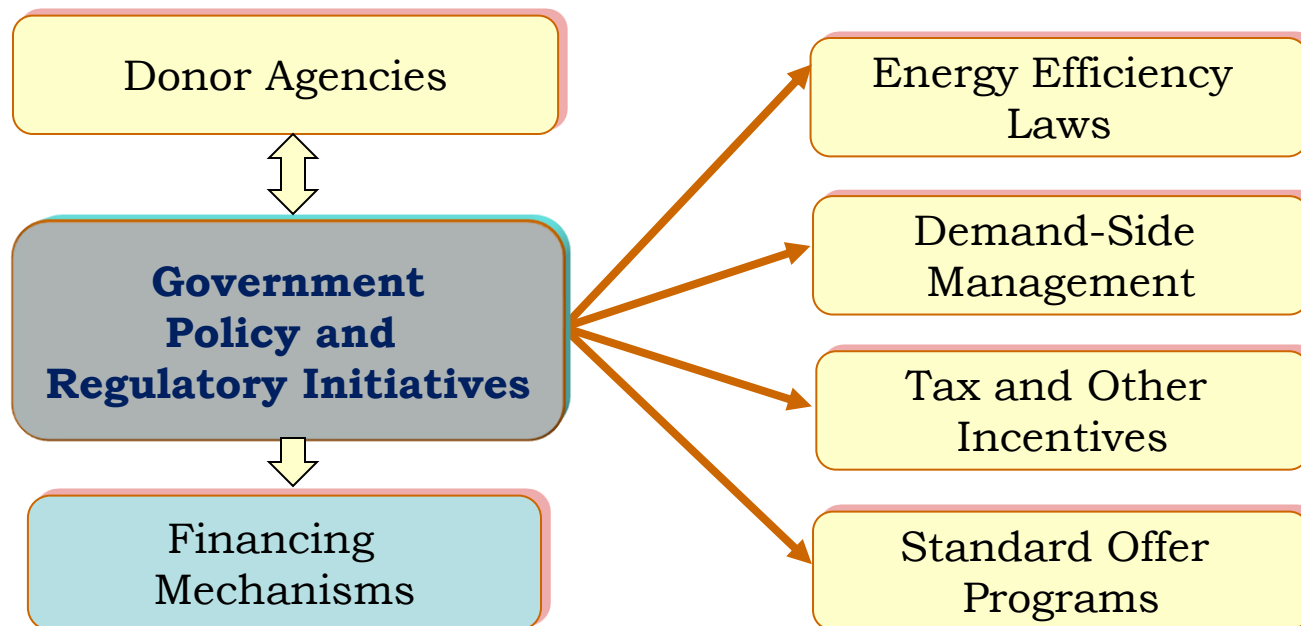 Donor Agencies
Government
Policy and
Regulatory Initiatives
Financing
Mechanisms
Energy Efficiency
Laws
Demand-Side
Management
Tax and Other
Incentives
Standard Offer
Programs